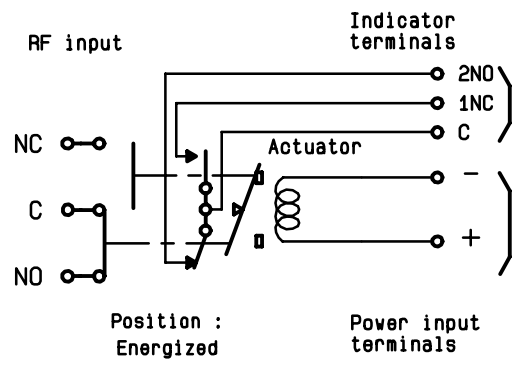 Indicator
terminals
RF input
2NO
1NC
C
NC
Actuator
-
C
+
NO
Position :
Energized
Power input
terminals